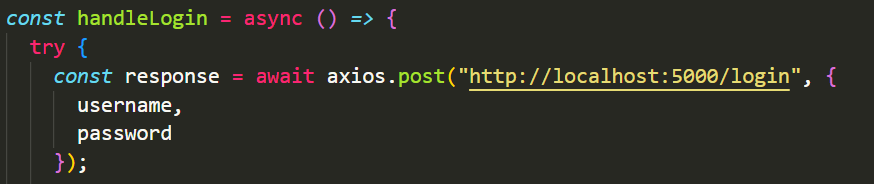 const handleLogin = async () => {
try {
const response = await axios.post("http://localhost:5000/login", {
username,
password
});